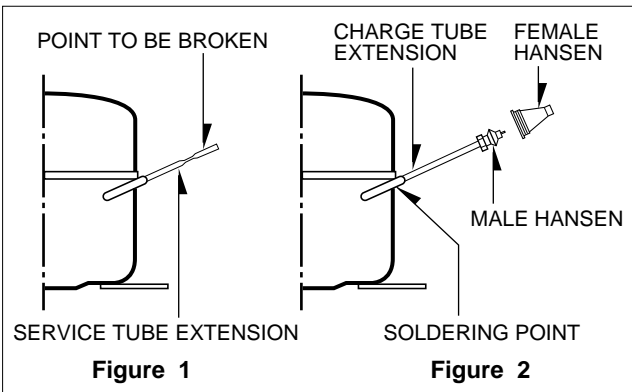 POINT TO BE BROKEN
SERVICE TUBE EXTENSION
Figure 1
CHARGE TUBE
EXTENSION
FEMALE
HANSEN
MALE HANSEN
SOLDERING POINT
Figure 2